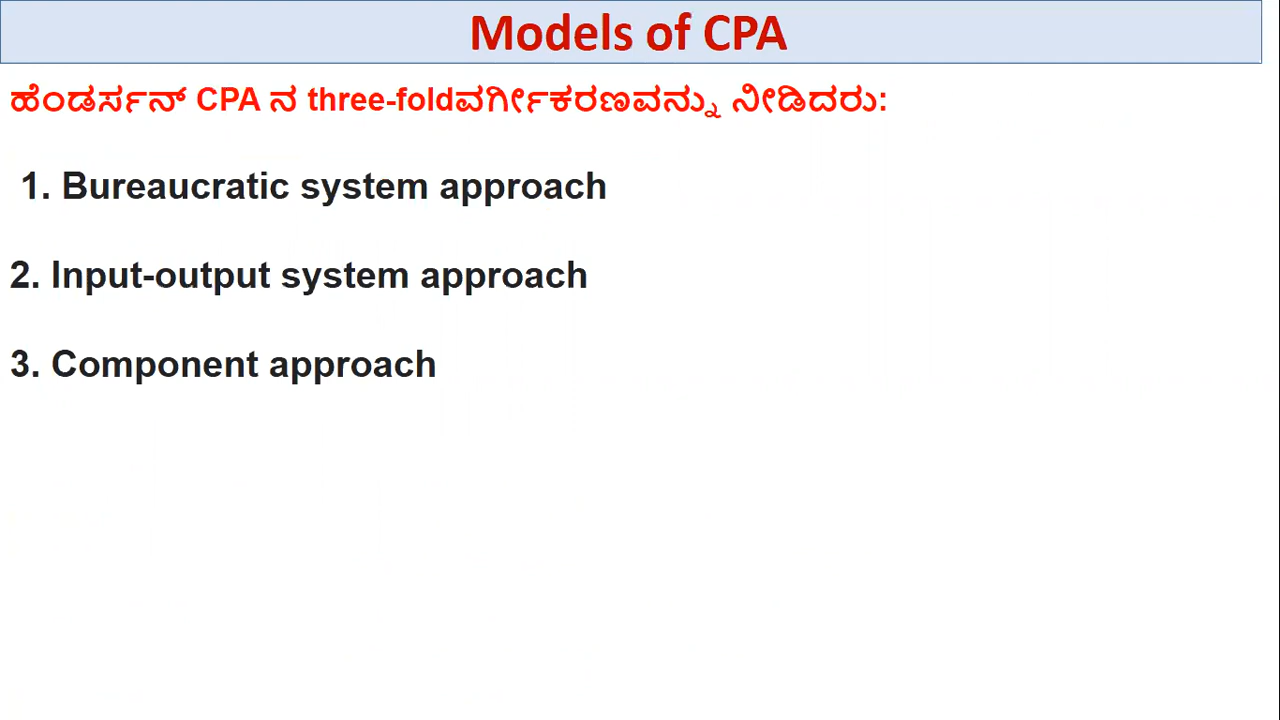 Models of CPA
ಹೆಂಡರ್ಸನ್ CPA ನ three-foldವರ್ಗೀಕರಣವನ್ನು ನೀಡಿದರು:
1. Bureaucratic system approach
2. Input-output system approach
3. Component approach